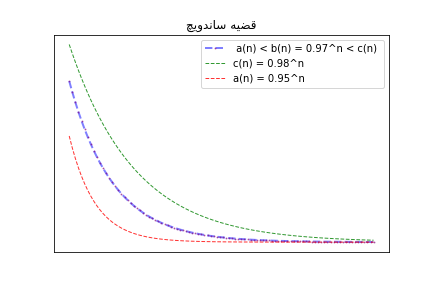 قضیه ساندویچ
a(n) < b(n) = 0.97^n < c(n)
c(n) = 0.98^n
a(n) = 0.95^n